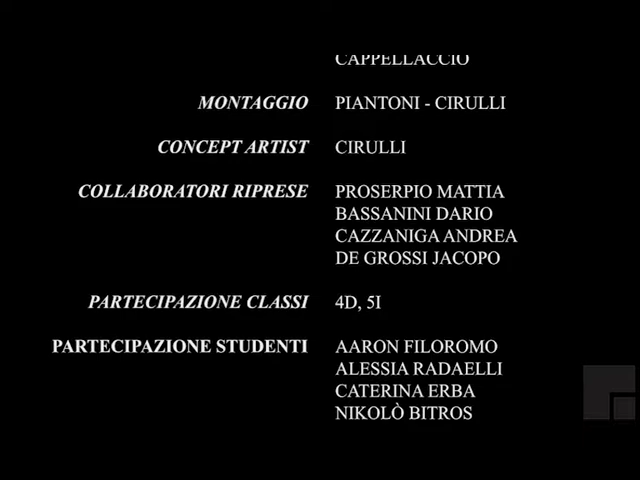 CAPPELLACCIO
MONTAGGIO PIANTONI - CIRULLI
CONCEPT ARTIST CIRULLI
COLLABORATORI RIPRESE PROSERPIO MATTIA
BASSANINI DARIO
CAZZANIGA ANDREA
DE GROSSI JACOPO
PARTECIPAZIONE CLASSI 4D, 5I
PARTECIPAZIONE STUDENTI AARON FILOROMO
ALESSIA RADAELLI
CATERINA ERBA
NIKOLÒ BITROS